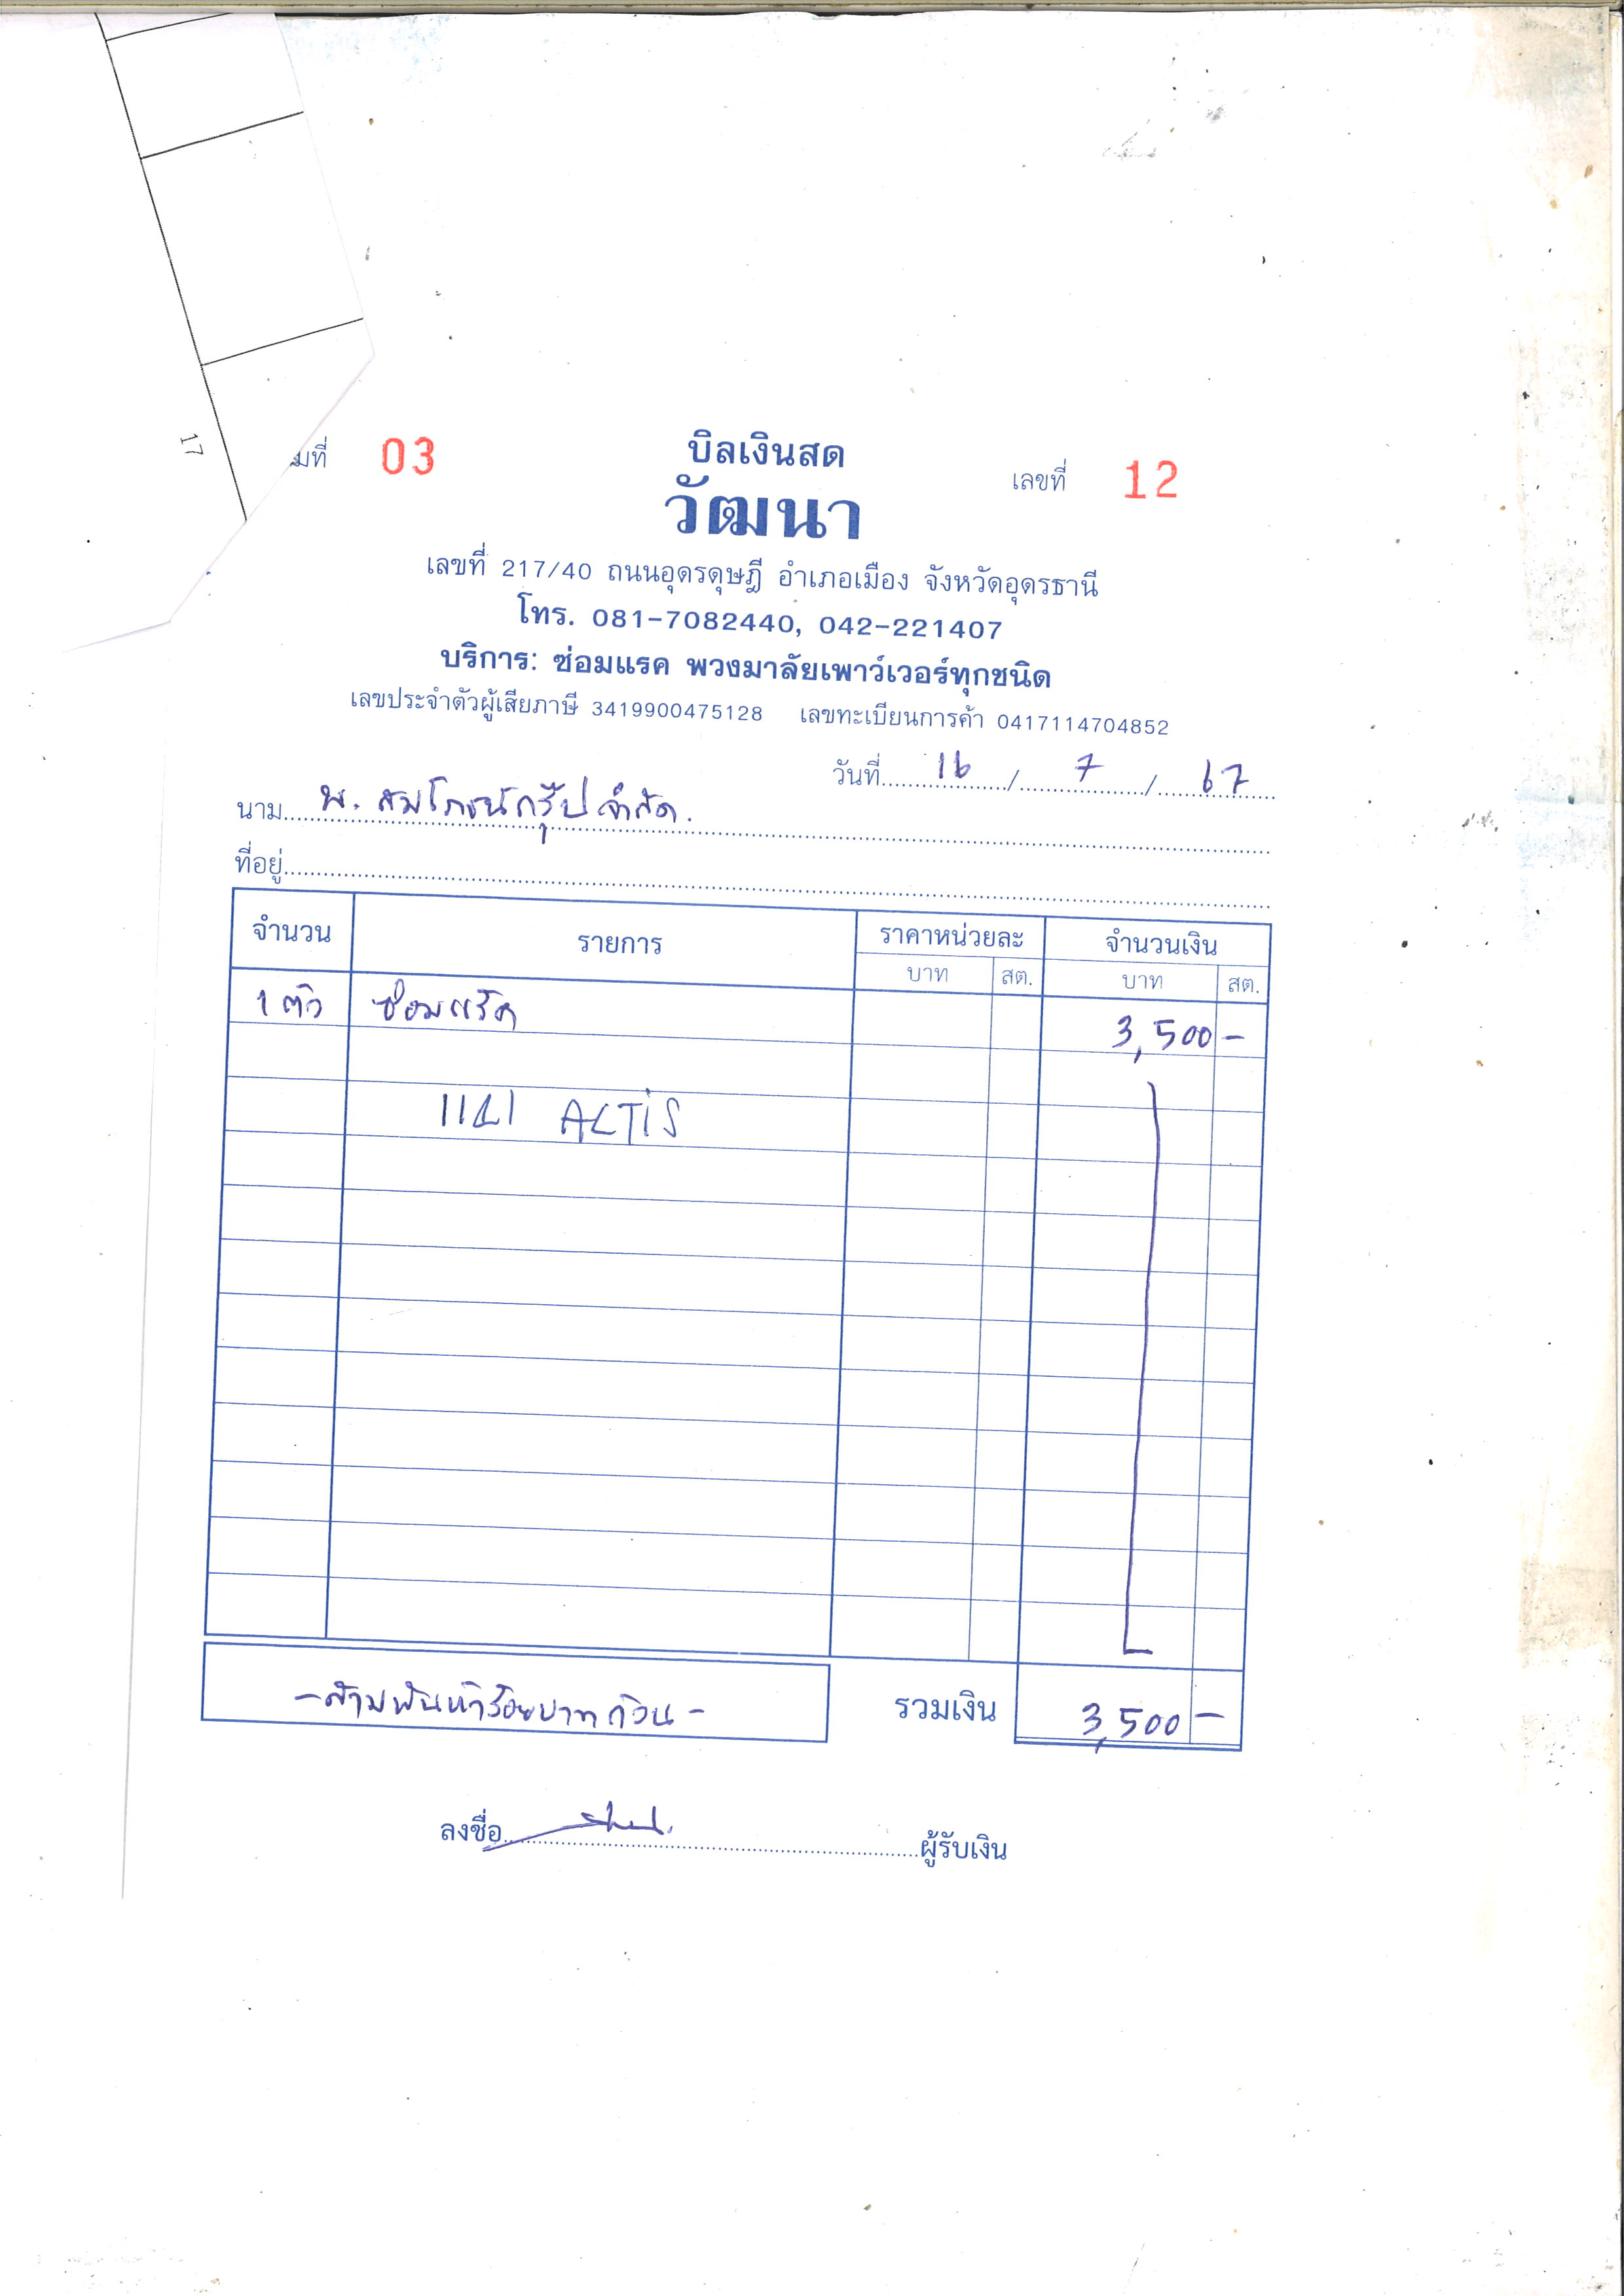 17
มที่ 03
บิลเงินสด
เลขที่ 12
วัฒนา
เลขที่ 217/40 ถนนอุดรดุษฎี อำเภอเมือง จังหวัดอุดรธานี
โทร. 081-7082440, 042-221407
บริการ: ซ่อมแรค พวงมาลัยเพาว์เวอร์ทุกชนิด
เลขประจำตัวผู้เสียภาษี 3419900475128 เลขทะเบียนการค้า 0417114704852
วันที่ 16 / 7 / 67
นาม บ. สมโภชน์กรุ๊ป จำกัด.
ที่อยู่
จำนวน รายการ ราคาหน่วยละ จำนวนเงิน
บาท สต. บาท สต.
1 ตัว ซ่อมแร็ค 3,500 -
ALTIS
- สามพันห้าร้อยบาทถ้วน - รวมเงิน 3,500 -
ลงชื่อ ผู้รับเงิน